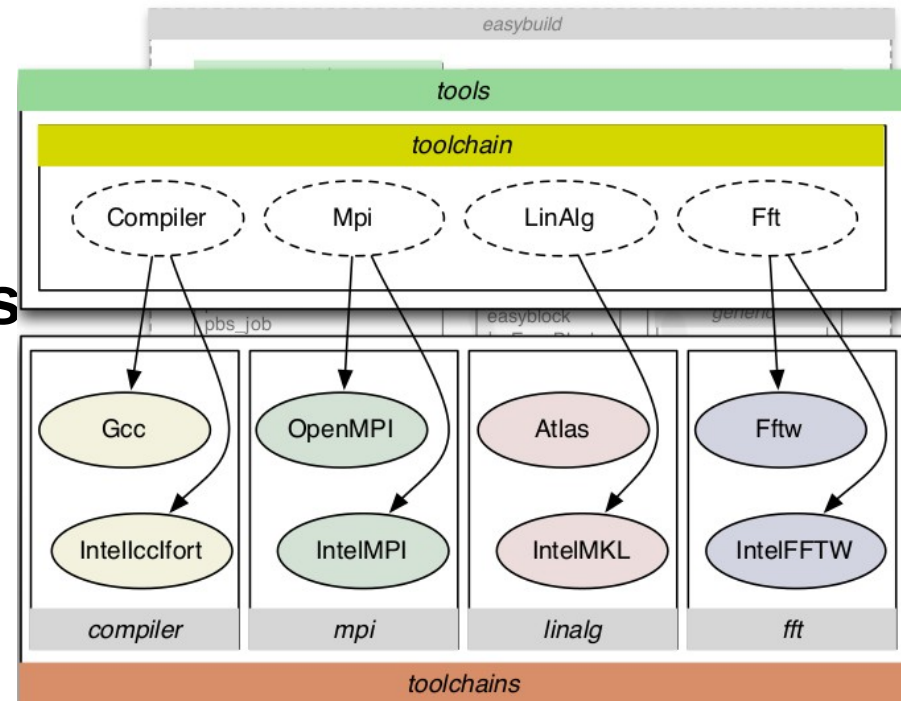 easybuild
tools
toolchain
Compiler Mpi LinAlg Fft
s
pbs_job easyblock generic
Gcc OpenMPI Atlas Fftw
IntelIccIfort IntelMPI IntelMKL IntelFFTW
compiler mpi linalg fft
toolchains